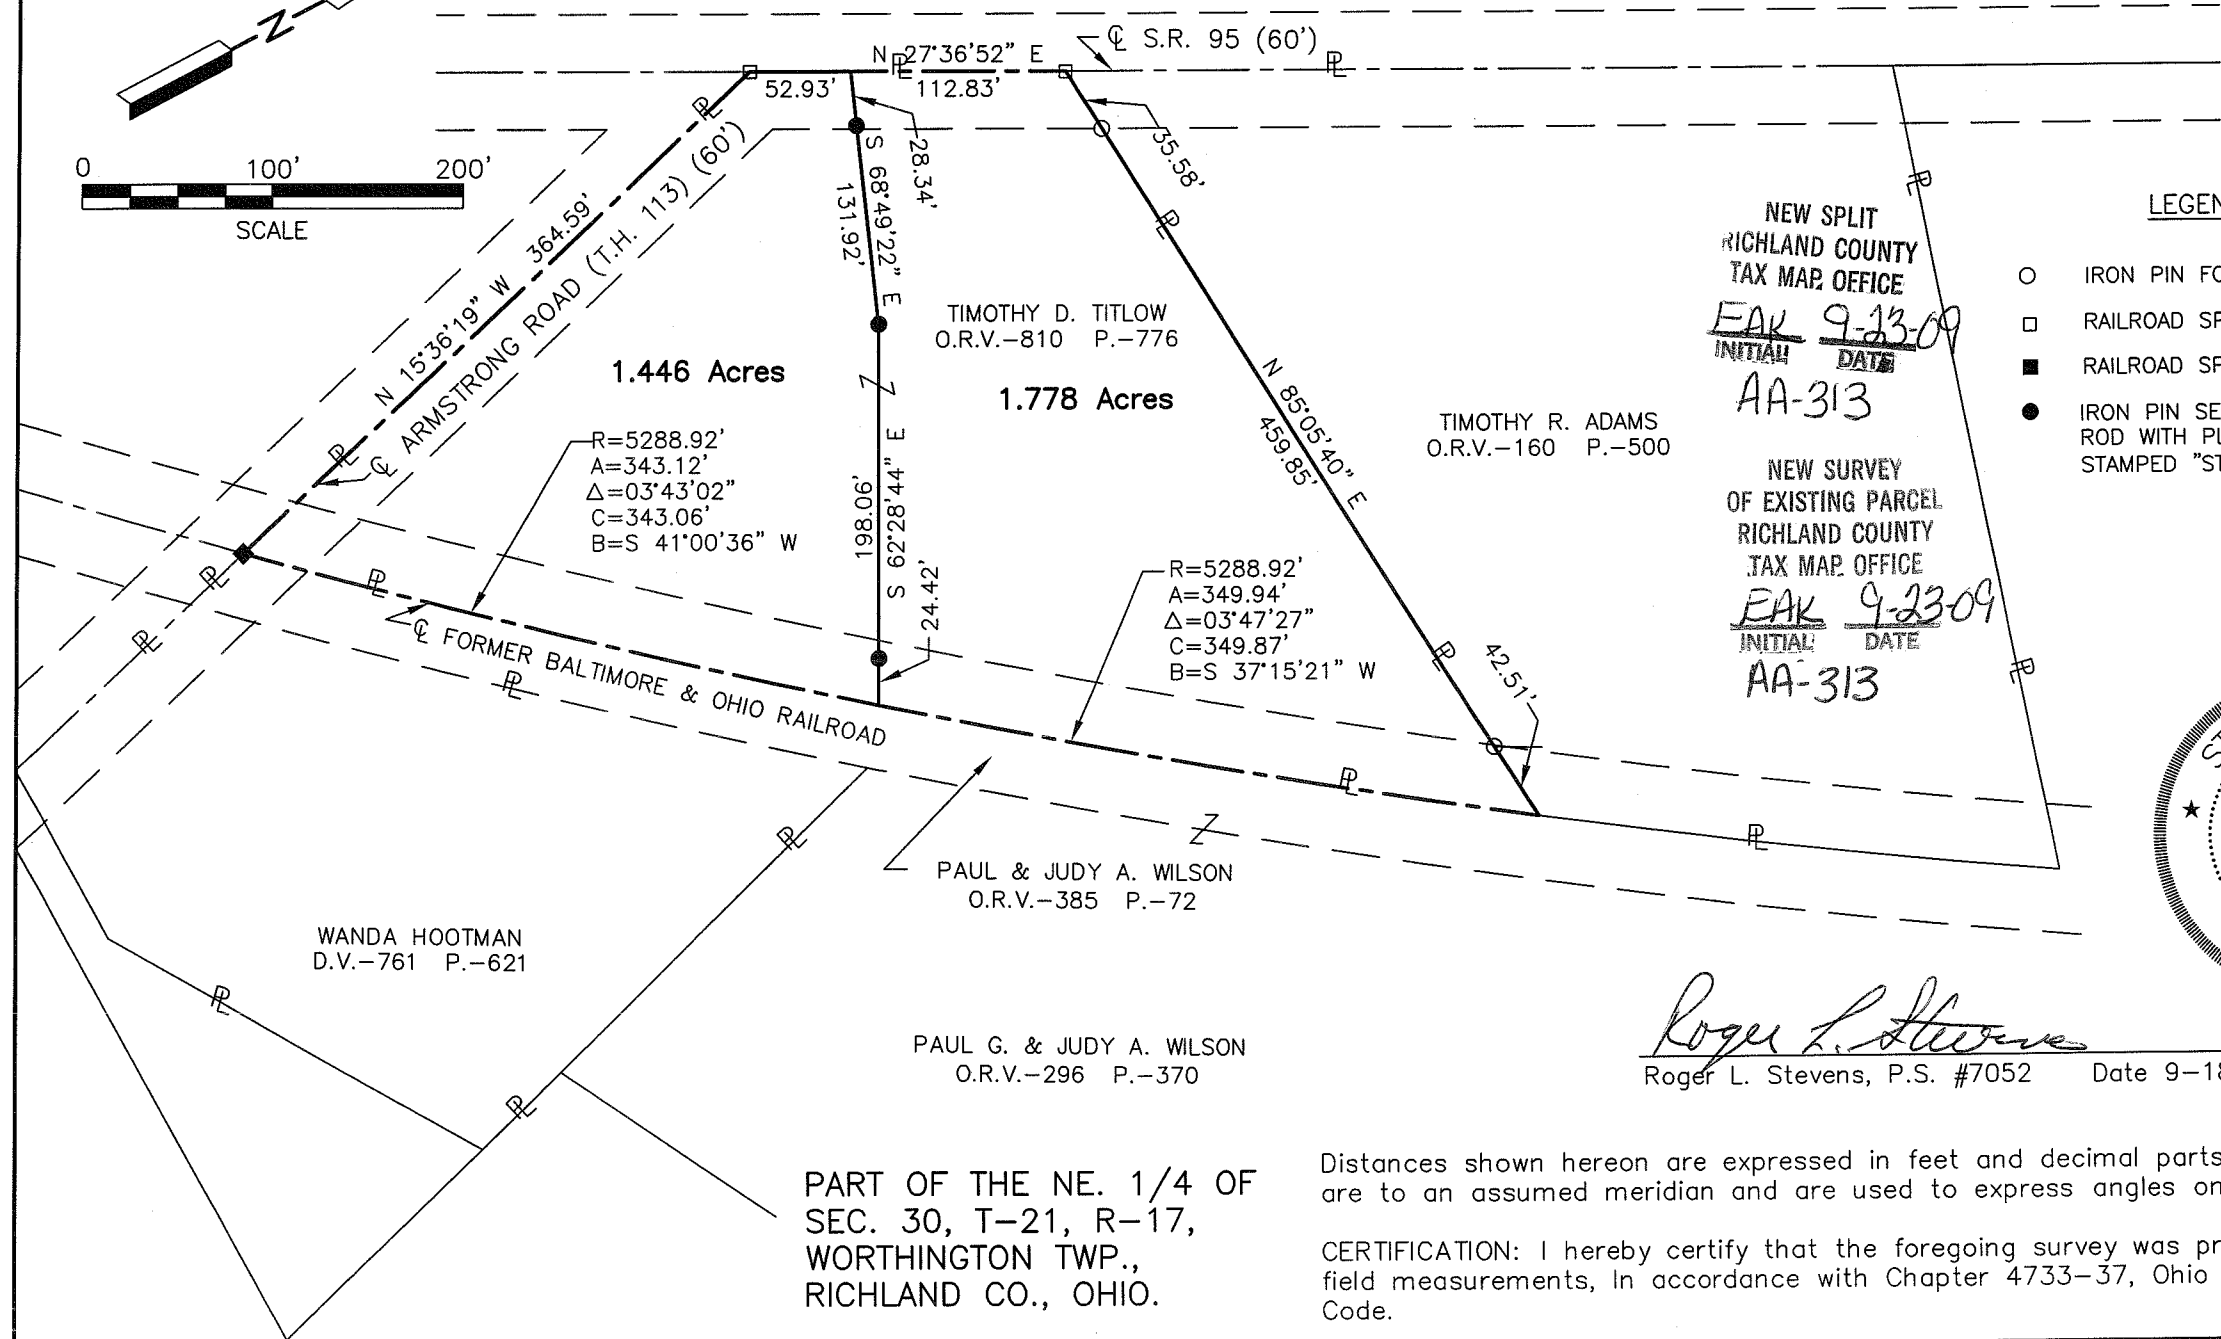 N
℄ S.R. 95 (60')
N 27°36'52" E
52.93'
112.83'
28.34'
35.58'
0 100' 200'
SCALE
N 15°36'19" W 364.59'
℄ ARMSTRONG ROAD (T.H. 113) (60')
S 68°49'22" E
131.92'
TIMOTHY D. TITLOW
O.R.V.-810 P.-776
1.446 Acres
1.778 Acres
N 85°05'40" E
459.85'
TIMOTHY R. ADAMS
O.R.V.-160 P.-500
NEW SPLIT
RICHLAND COUNTY
TAX MAP OFFICE
EAK 9-23-09
INITIAL DATE
AA-313
NEW SURVEY
OF EXISTING PARCEL
RICHLAND COUNTY
TAX MAP OFFICE
EAK 9-23-09
INITIAL DATE
AA-313
LEGEN
IRON PIN FO
RAILROAD SP
RAILROAD SP
IRON PIN SE
ROD WITH PL
STAMPED "ST
R=5288.92'
A=343.12'
Δ=03°43'02"
C=343.06'
B=S 41°00'36" W
198.06'
S 62°28'44" E
24.42'
R=5288.92'
A=349.94'
Δ=03°47'27"
C=349.87'
B=S 37°15'21" W
42.51'
℄ FORMER BALTIMORE & OHIO RAILROAD
PAUL & JUDY A. WILSON
O.R.V.-385 P.-72
WANDA HOOTMAN
D.V.-761 P.-621
PAUL G. & JUDY A. WILSON
O.R.V.-296 P.-370
Roger L. Stevens
Roger L. Stevens, P.S. #7052 Date 9-18
PART OF THE NE. 1/4 OF
SEC. 30, T-21, R-17,
WORTHINGTON TWP.,
RICHLAND CO., OHIO.
Distances shown hereon are expressed in feet and decimal parts
are to an assumed meridian and are used to express angles on
CERTIFICATION: I hereby certify that the foregoing survey was pr
field measurements, In accordance with Chapter 4733-37, Ohio
Code.